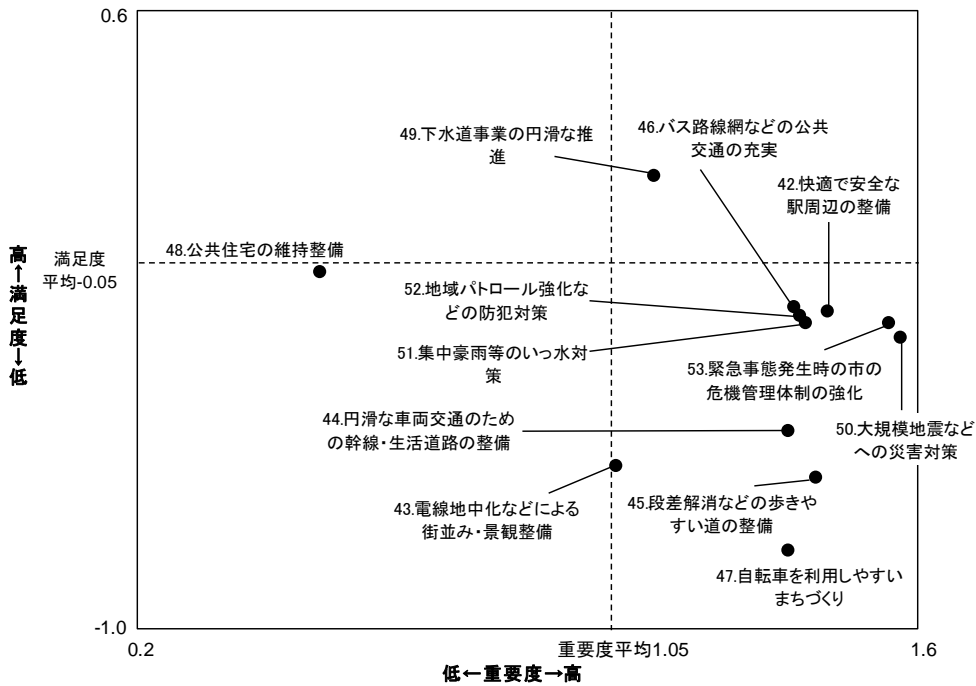 0.6
49.下水道事業の円滑な推
進
46.バス路線網などの公共
交通の充実
42.快適で安全な
駅周辺の整備
48.公共住宅の維持整備
満足度
平均-0.05
高←満足度→低
52.地域パトロール強化な
どの防犯対策
51.集中豪雨等のいっ水対
策
53.緊急事態発生時の市の
危機管理体制の強化
44.円滑な車両交通のため
の幹線・生活道路の整備
50.大規模地震など
への災害対策
43.電線地中化などによる
街並み・景観整備
45.段差解消などの歩きや
すい道の整備
47.自転車を利用しやすい
まちづくり
-1.0
0.2
重要度平均1.05
1.6
低←重要度→高